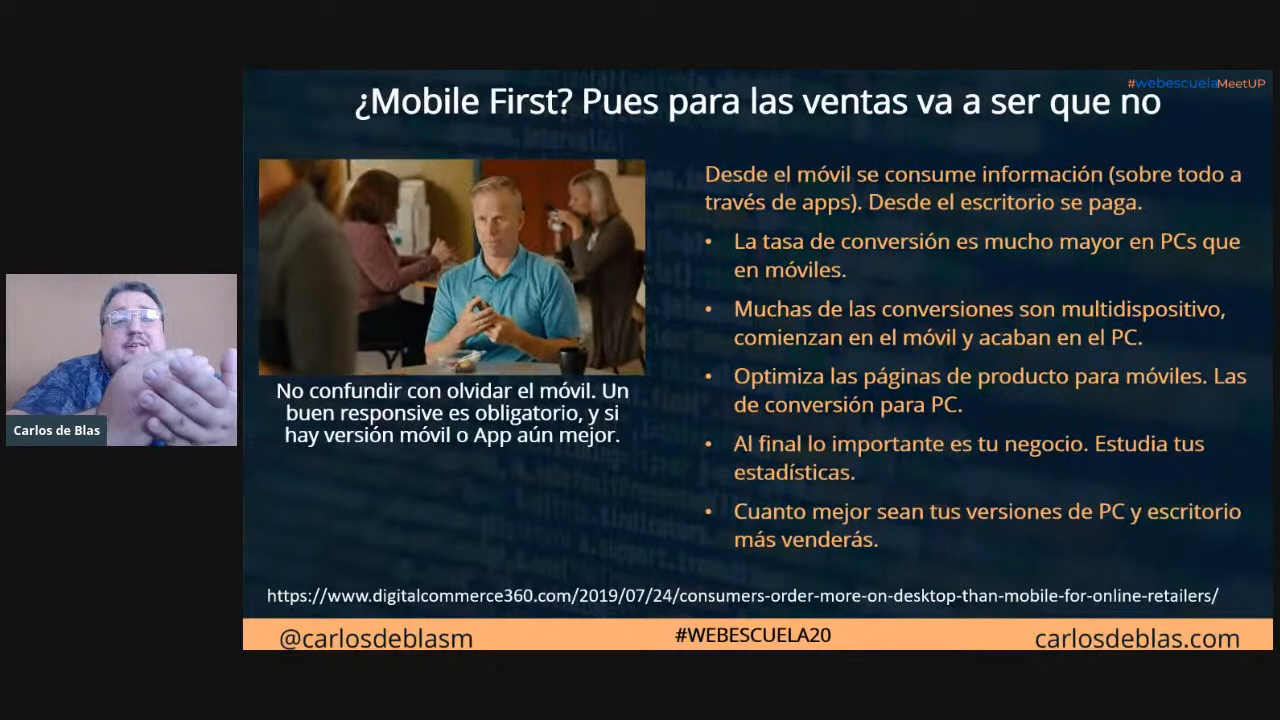 #webescuelaMeetUP
¿Mobile First? Pues para las ventas va a ser que no
Desde el móvil se consume información (sobre todo a
través de apps). Desde el escritorio se paga.
• La tasa de conversión es mucho mayor en PCs que
en móviles.
• Muchas de las conversiones son multidispositivo,
comienzan en el móvil y acaban en el PC.
• Optimiza las páginas de producto para móviles. Las
de conversión para PC.
• Al final lo importante es tu negocio. Estudia tus
estadísticas.
• Cuanto mejor sean tus versiones de PC y escritorio
más venderás.
No confundir con olvidar el móvil. Un
buen responsive es obligatorio, y si
hay versión móvil o App aún mejor.
Carlos de Blas
https://www.digitalcommerce360.com/2019/07/24/consumers-order-more-on-desktop-than-mobile-for-online-retailers/
@carlosdeblasm
#WEBESCUELA20
carlosdeblas.com